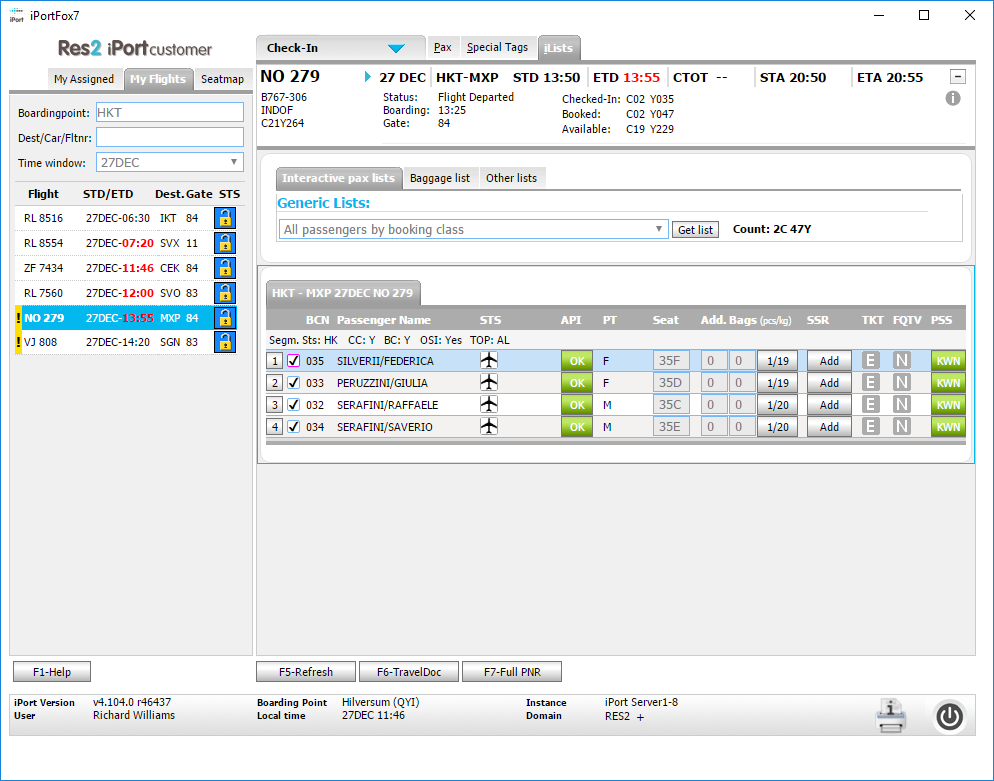 iPort iPortFox7
Res2 iPort customer
My Assigned My Flights Seatmap
Boardingpoint: HKT
Dest/Car/Fltnr:
Time window: 27DEC
Flight STD/ETD Dest. Gate STS
RL 8516 27DEC-06:30 IKT 84
RL 8554 27DEC-07:20 SVX 11
ZF 7434 27DEC-11:46 CEK 84
RL 7560 27DEC-12:00 SVO 83
! NO 279 27DEC-13:55 MXP 84
! VJ 808 27DEC-14:20 SGN 83
Check-In Pax Special Tags iLists
NO 279 27 DEC HKT-MXP STD 13:50 ETD 13:55 CTOT -- STA 20:50 ETA 20:55 -
B767-306 Status: Flight Departed Checked-In: C02 Y035
INDOF Boarding: 13:25 Booked: C02 Y047
C21Y264 Gate: 84 Available: C19 Y229
Interactive pax lists Baggage list Other lists
Generic Lists:
All passengers by booking class Get list Count: 2C 47Y
HKT - MXP 27DEC NO 279
BCN Passenger Name STS API PT Seat Add. Bags (pcs/kg) SSR TKT FQTV PSS
Segm. Sts: HK CC: Y BC: Y OSI: Yes TOP: AL
1 035 SILVERII/FEDERICA OK F 35F 0 0 1/19 Add E N KWN
2 033 PERUZZINI/GIULIA OK F 35D 0 0 1/19 Add E N KWN
3 032 SERAFINI/RAFFAELE OK M 35C 0 0 1/20 Add E N KWN
4 034 SERAFINI/SAVERIO OK M 35E 0 0 1/20 Add E N KWN
F1-Help F5-Refresh F6-TravelDoc F7-Full PNR
iPort Version v4.104.0 r46437 Boarding Point Hilversum (QYI) Instance iPort Server1-8
User Richard Williams Local time 27DEC 11:46 Domain RES2 +